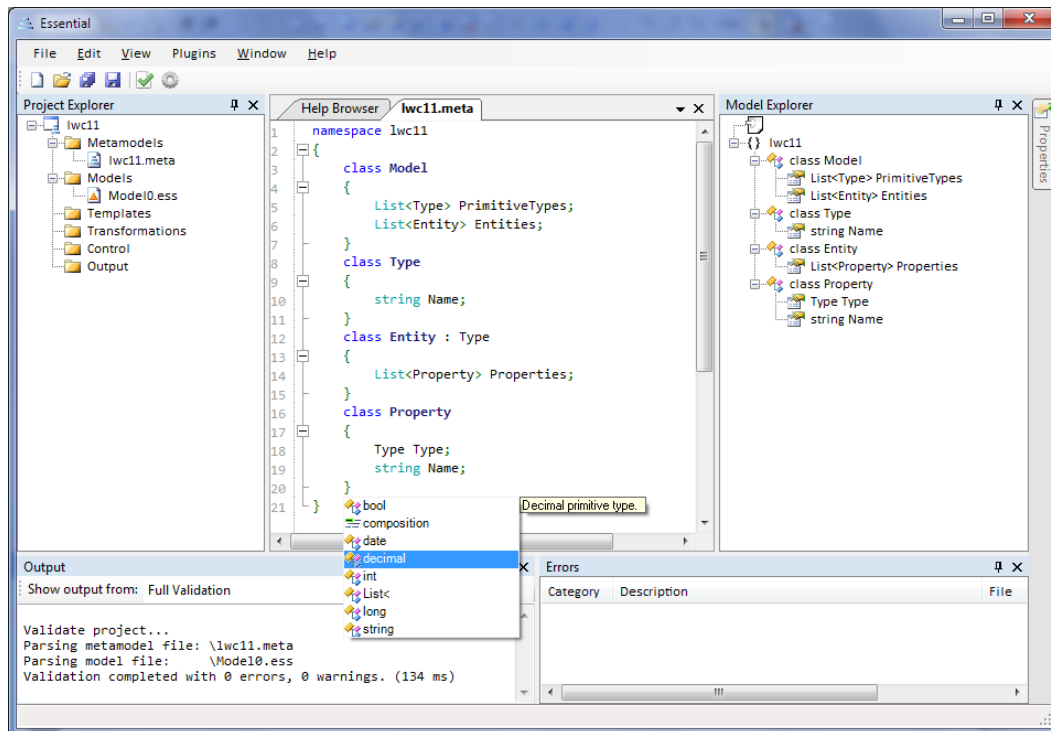 Essential
File Edit View Plugins Window Help
Project Explorer
lwc11
Metamodels
lwc11.meta
Models
Model0.ess
Templates
Transformations
Control
Output
Help Browser lwc11.meta
1 namespace lwc11
2 {
3 class Model
4 {
5 List<Type> PrimitiveTypes;
6 List<Entity> Entities;
7 }
8 class Type
9 {
10 string Name;
11 }
12 class Entity : Type
13 {
14 List<Property> Properties;
15 }
16 class Property
17 {
18 Type Type;
19 string Name;
20 }
21 }
bool
composition
date
decimal
int
List<
long
string
Decimal primitive type.
Model Explorer
lwc11
class Model
List<Type> PrimitiveTypes
List<Entity> Entities
class Type
string Name
class Entity
List<Property> Properties
class Property
Type Type
string Name
Properties
Output
Show output from: Full Validation
Validate project...
Parsing metamodel file: \lwc11.meta
Parsing model file: \Model0.ess
Validation completed with 0 errors, 0 warnings. (134 ms)
Errors
Category Description File